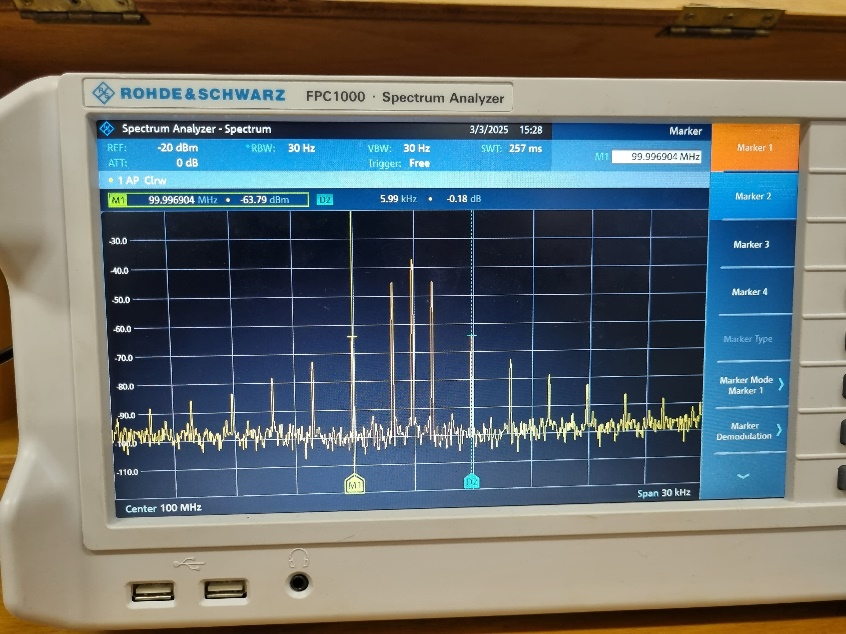 ROHDE&SCHWARZ FPC1000 · Spectrum Analyzer
Spectrum Analyzer - Spectrum 3/3/2025 15:28 Marker
REF: -20 dBm *RBW: 30 Hz VBW: 30 Hz SWT: 257 ms
ATT: 0 dB Trigger: Free M1 99.996904 MHz
• 1 AP Clrw
M1 99.996904 MHz • -63.79 dBm D2 5.99 kHz • -0.18 dB
-30.0
-40.0
-50.0
-60.0
-70.0
-80.0
-90.0
-100.0
-110.0
M1 D2
Center 100 MHz Span 30 kHz
Marker 1
Marker 2
Marker 3
Marker 4
Marker Type
Marker Mode
Marker 1
Marker
Demodulation